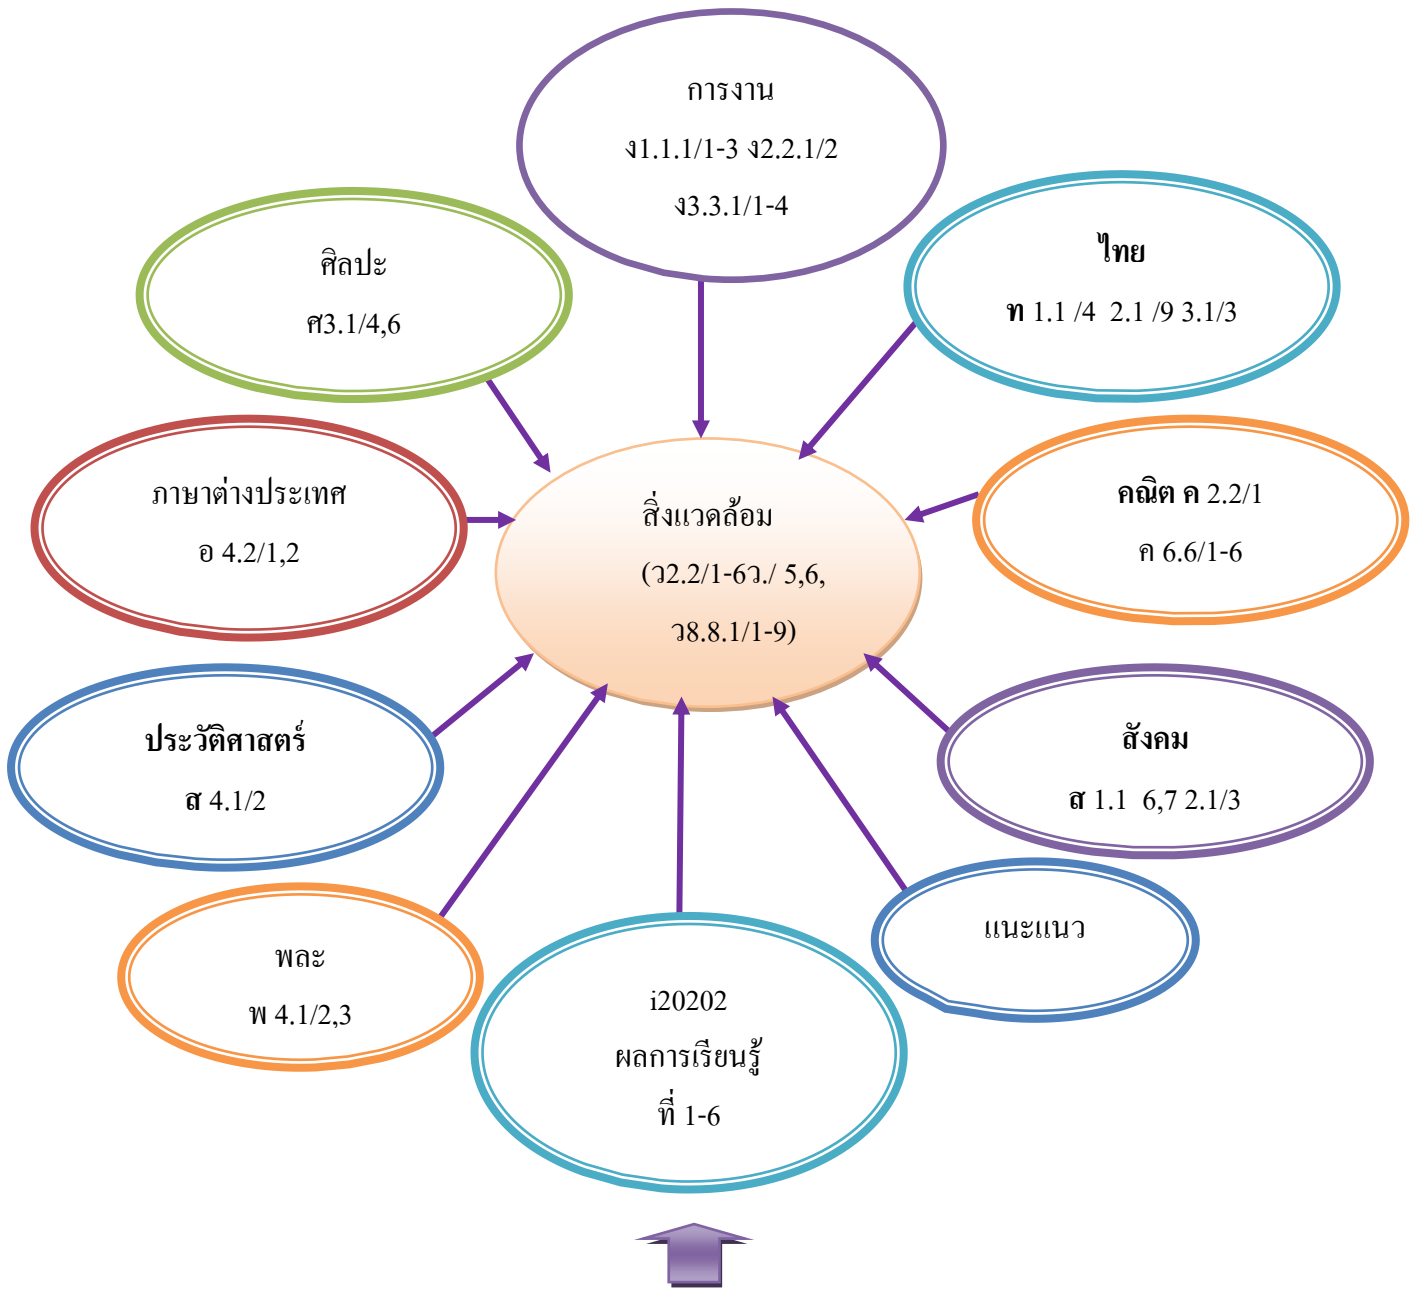 การงาน
ง1.1.1/1-3 ง2.2.1/2
ง3.3.1/1-4
ศิลปะ
ศ3.1/4,6
ไทย
ท 1.1 /4 2.1 /9 3.1/3
ภาษาต่างประเทศ
อ 4.2/1,2
สิ่งแวดล้อม
(ว2.2/1-6ว./ 5,6,
ว8.8.1/1-9)
คณิต ค 2.2/1
ค 6.6/1-6
ประวัติศาสตร์
ส 4.1/2
สังคม
ส 1.1 6,7 2.1/3
พละ
พ 4.1/2,3
i20202
ผลการเรียนรู้
ที่ 1-6
แนะแนว